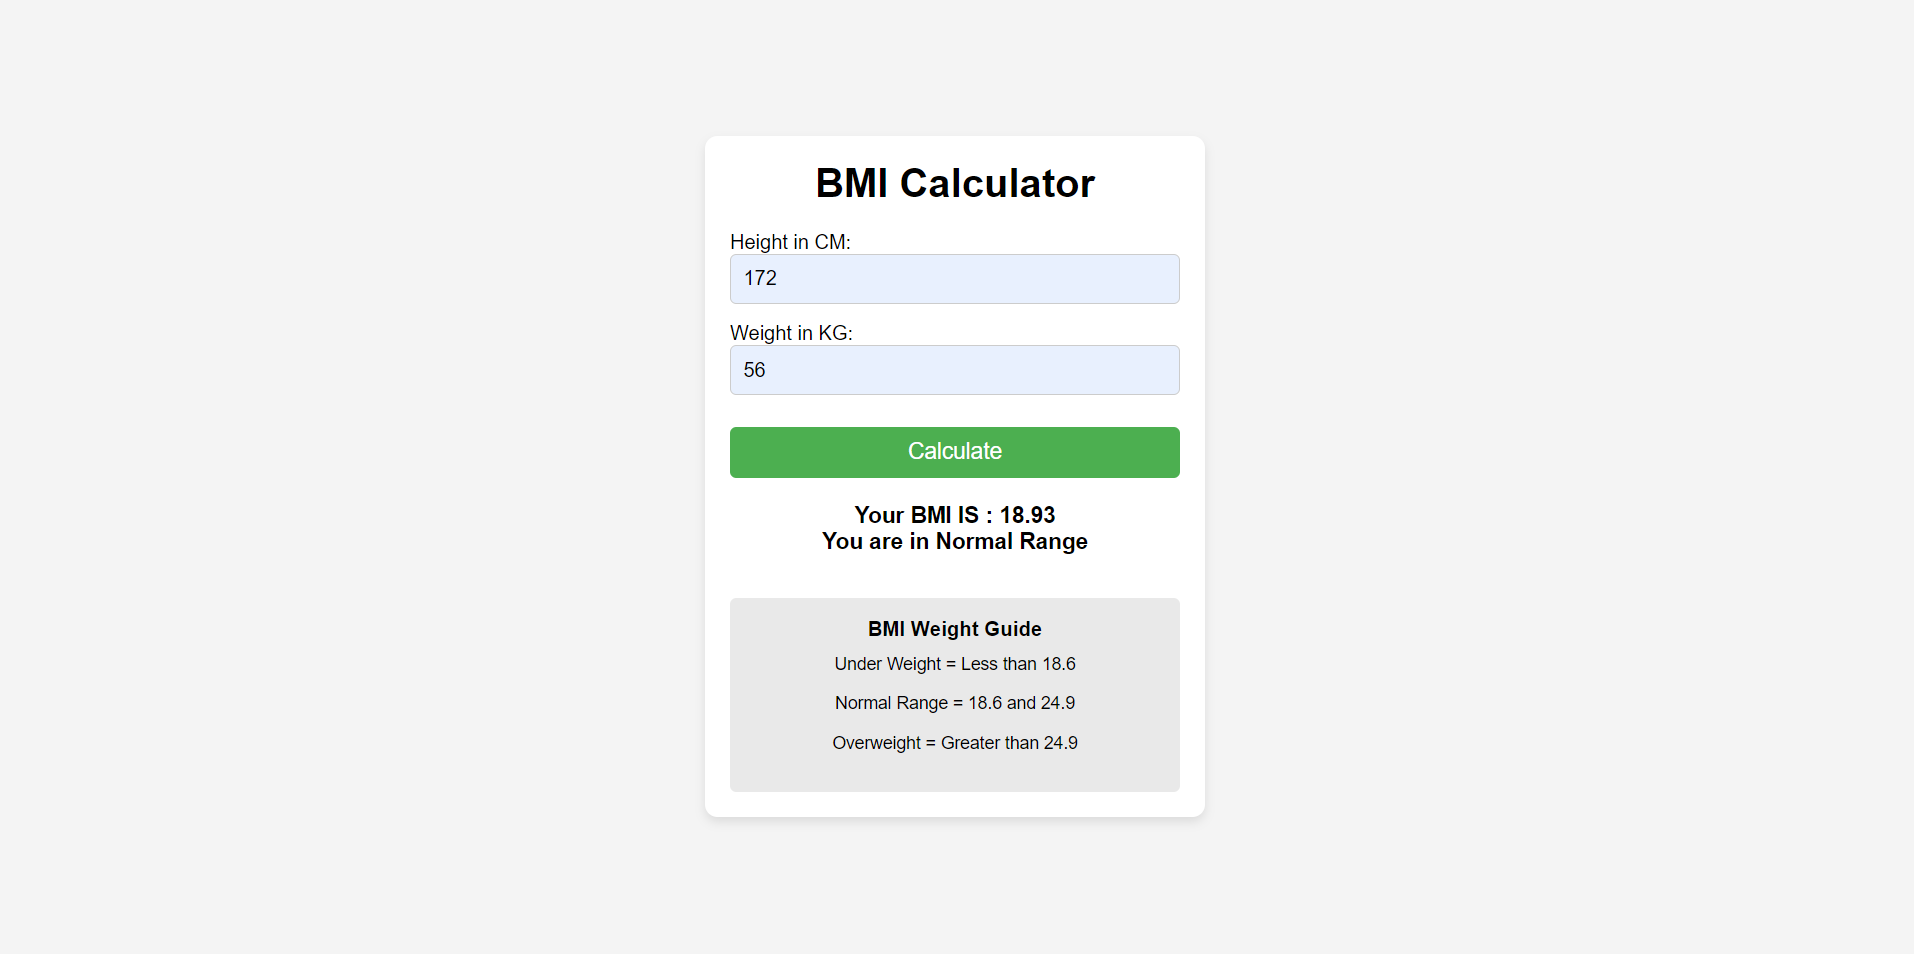 BMI Calculator
Height in CM:
172
Weight in KG:
56
Calculate
Your BMI IS : 18.93
You are in Normal Range
BMI Weight Guide
Under Weight = Less than 18.6
Normal Range = 18.6 and 24.9
Overweight = Greater than 24.9